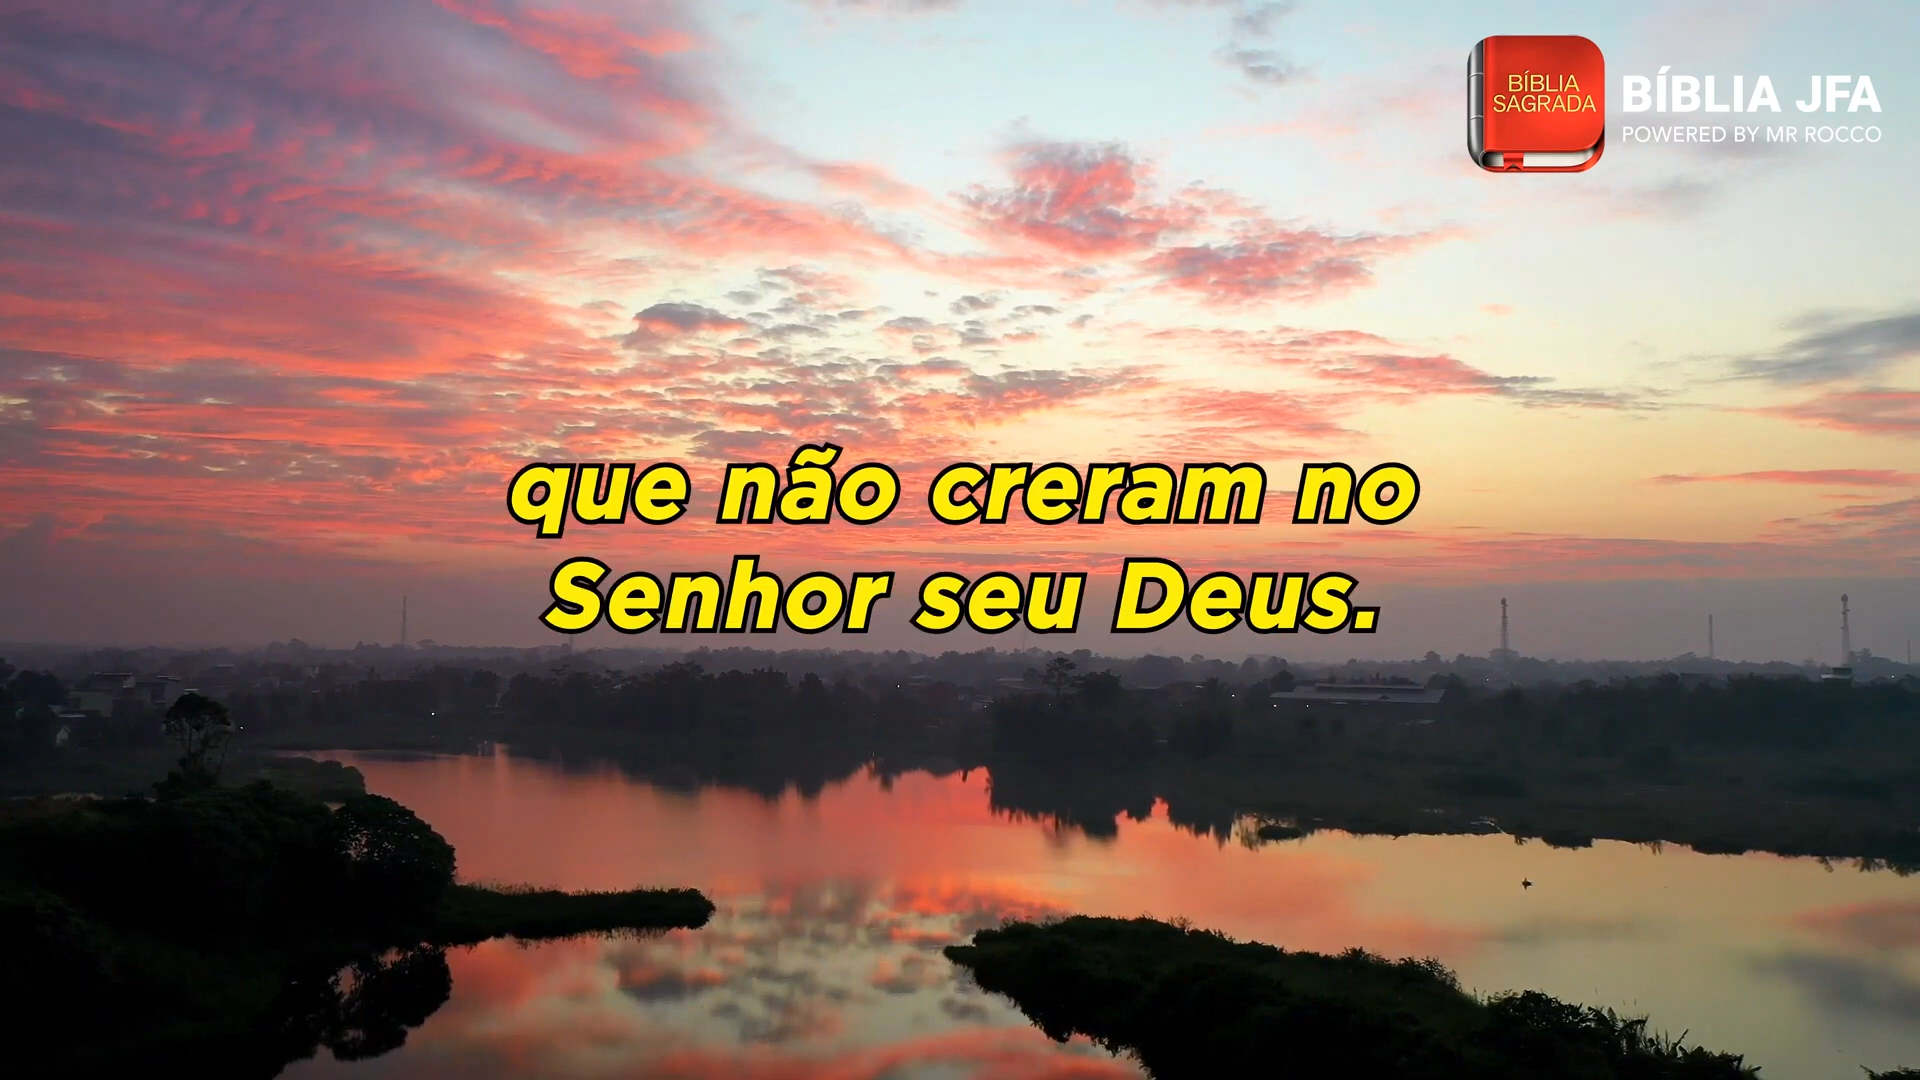 BÍBLIA
SAGRADA
BÍBLIA JFA
POWERED BY MR ROCCO
que não creram no
Senhor seu Deus.